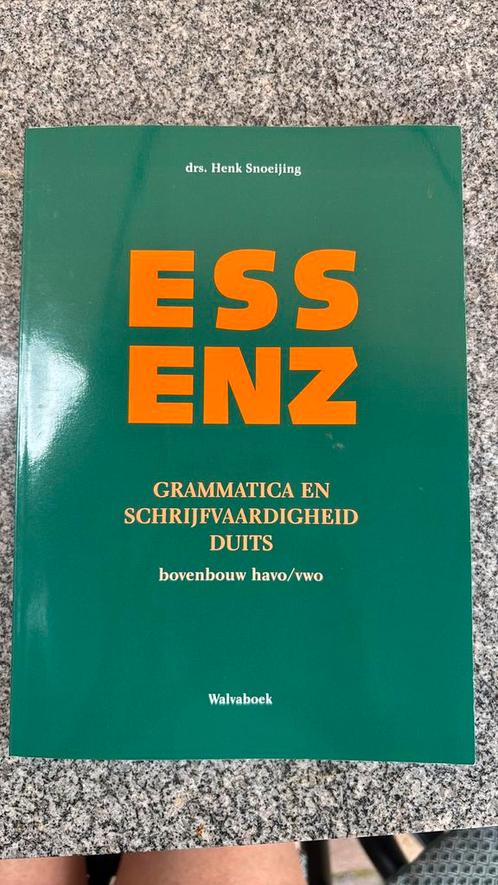 drs. Henk Snoeijing
ESS
ENZ
GRAMMATICA EN
SCHRIJFVAARDIGHEID
DUITS
bovenbouw havo/vwo
Walvaboek